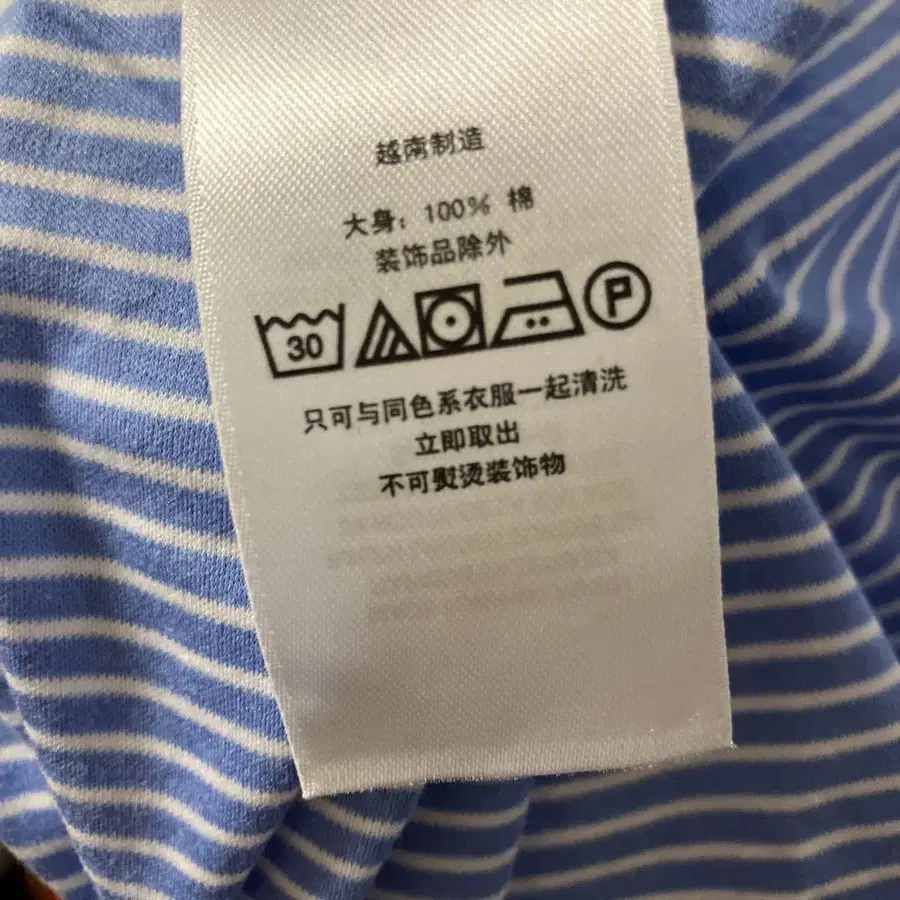 越南制造
大身：100% 棉
装饰品除外
30 P
只可与同色系衣服一起清洗
立即取出
不可熨烫装饰物